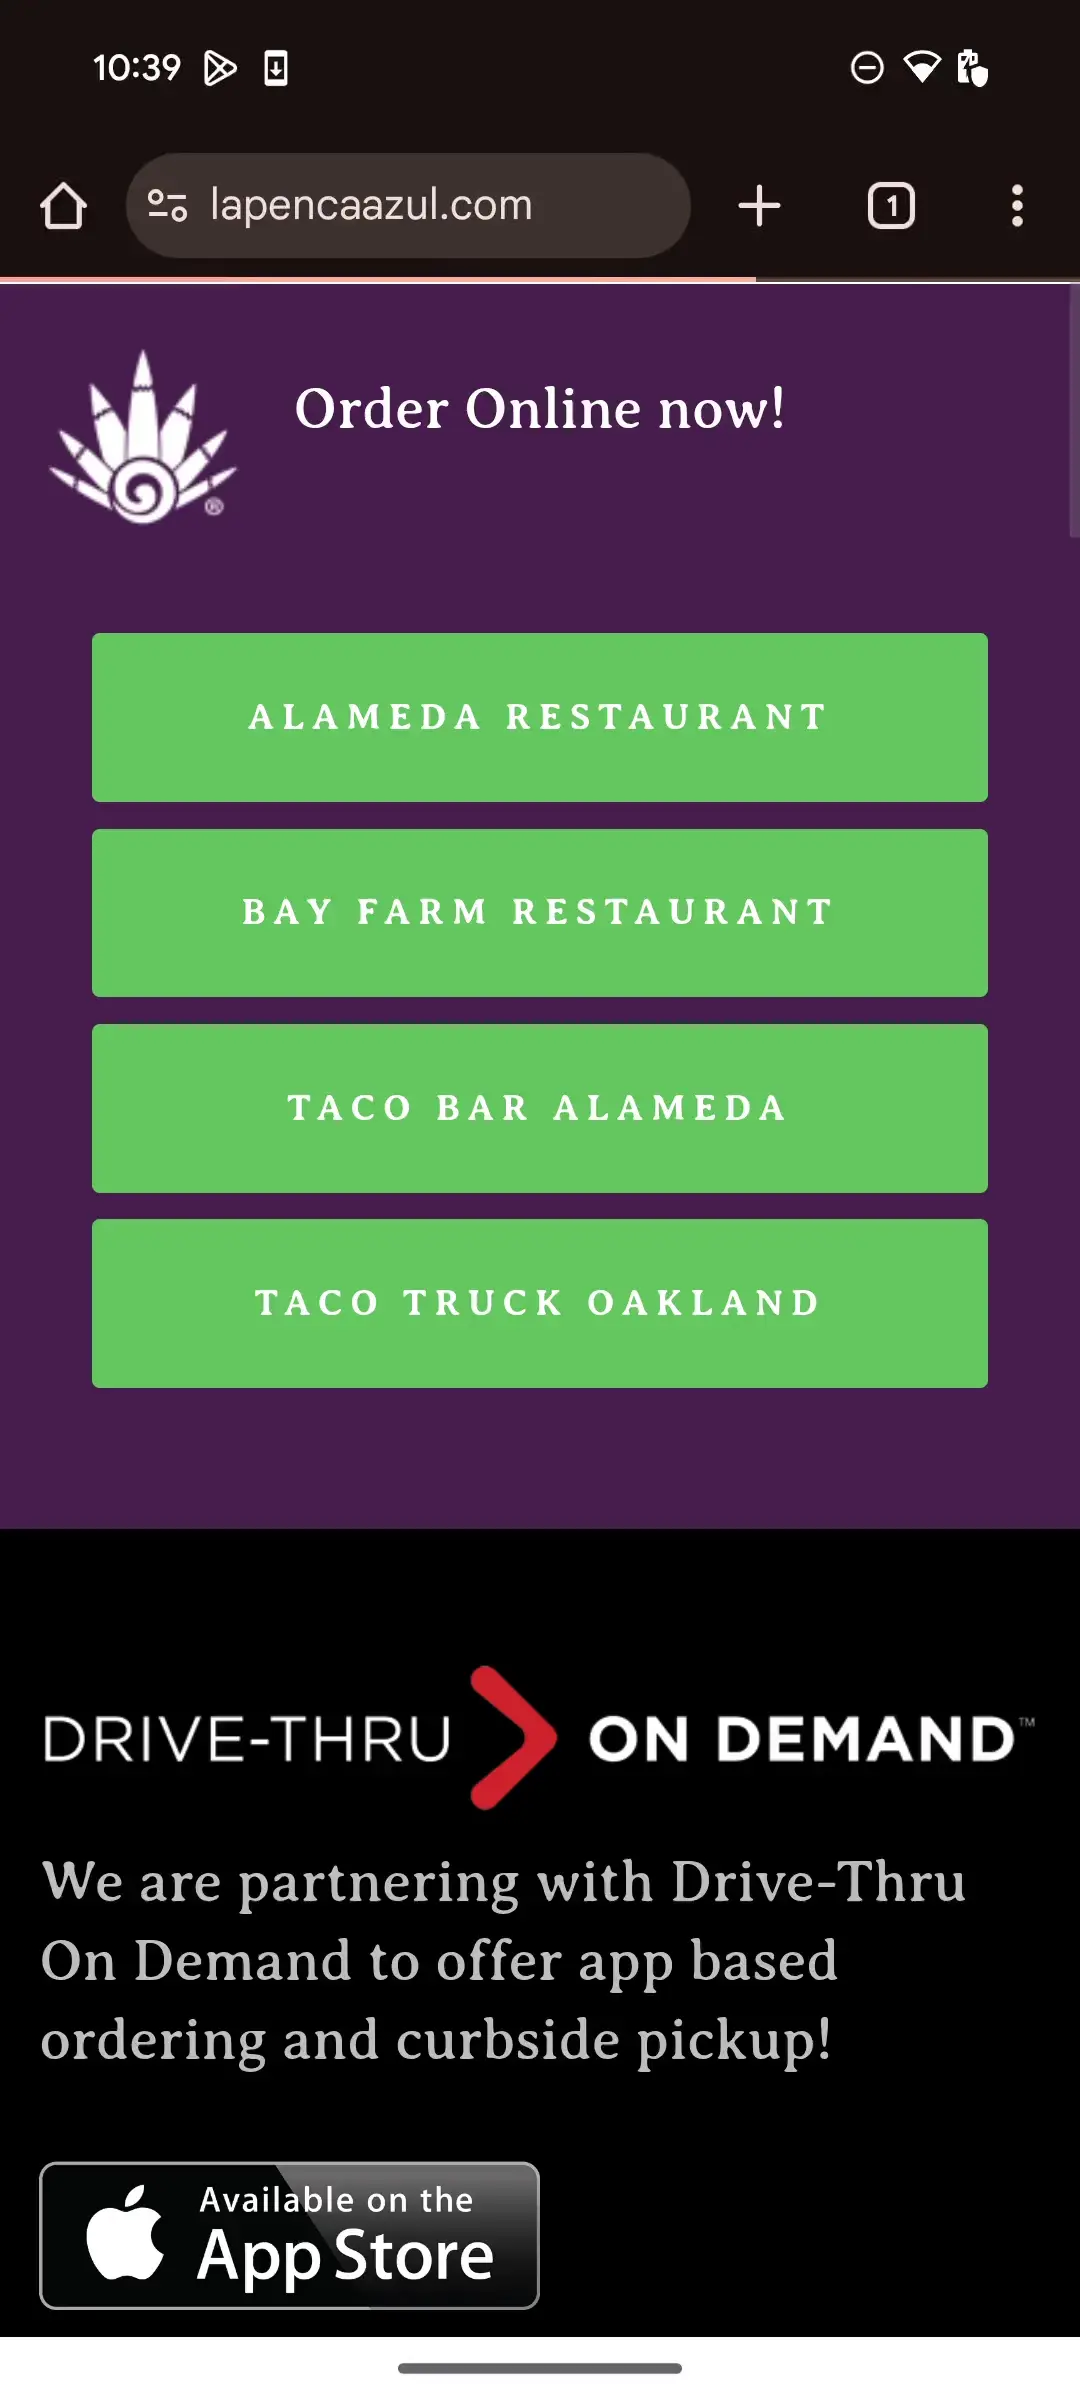 10:39
lapencaazul.com
1
Order Online now!
®
ALAMEDA RESTAURANT
BAY FARM RESTAURANT
TACO BAR ALAMEDA
TACO TRUCK OAKLAND
DRIVE-THRU ON DEMAND™
We are partnering with Drive-Thru
On Demand to offer app based
ordering and curbside pickup!
Available on the
App Store